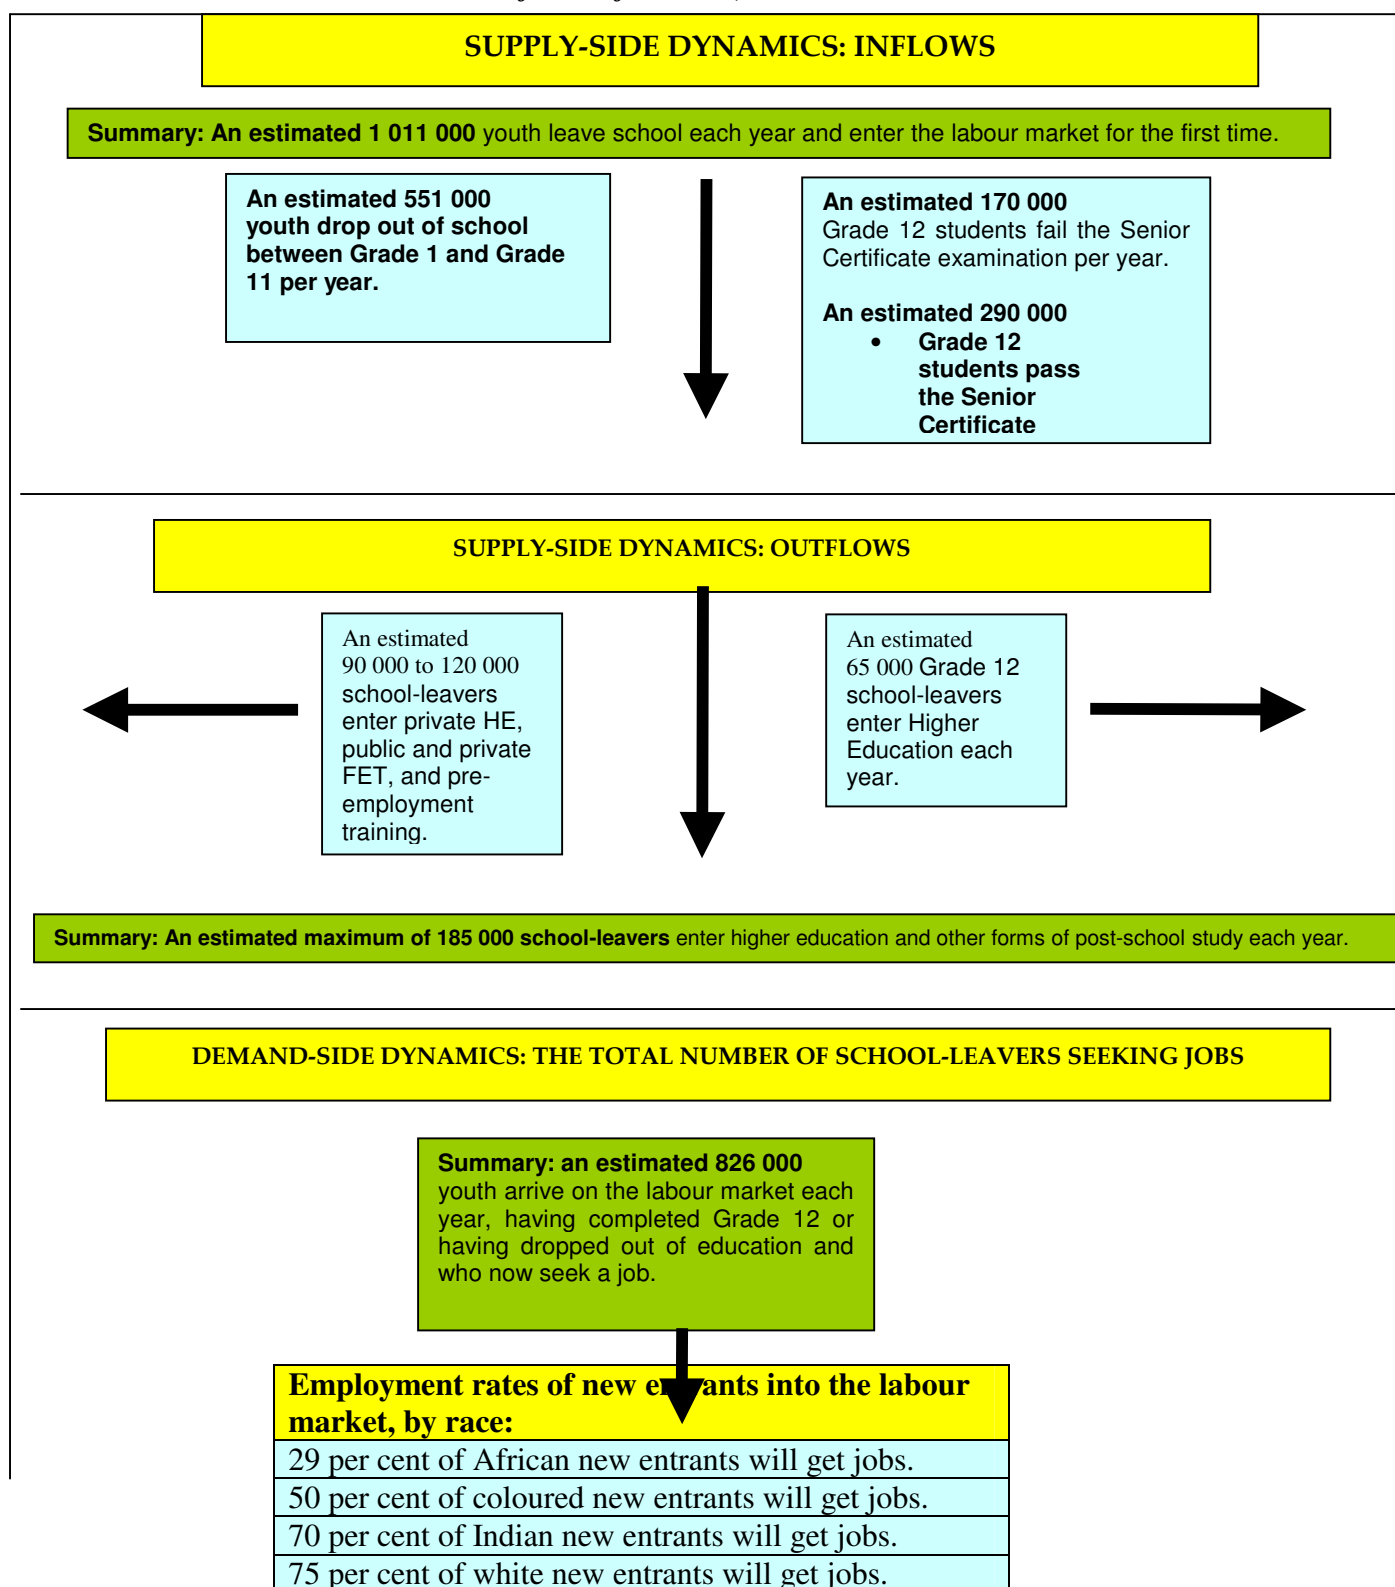 SUPPLY-SIDE DYNAMICS: INFLOWS
Summary: An estimated 1 011 000 youth leave school each year and enter the labour market for the first time.
An estimated 551 000
youth drop out of school
between Grade 1 and Grade
11 per year.
An estimated 170 000
Grade 12 students fail the Senior
Certificate examination per year.
An estimated 290 000
• Grade 12
students pass
the Senior
Certificate
SUPPLY-SIDE DYNAMICS: OUTFLOWS
An estimated
90 000 to 120 000
school-leavers
enter private HE,
public and private
FET, and pre-
employment
training.
An estimated
65 000 Grade 12
school-leavers
enter Higher
Education each
year.
Summary: An estimated maximum of 185 000 school-leavers enter higher education and other forms of post-school study each year.
DEMAND-SIDE DYNAMICS: THE TOTAL NUMBER OF SCHOOL-LEAVERS SEEKING JOBS
Summary: an estimated 826 000
youth arrive on the labour market each
year, having completed Grade 12 or
having dropped out of education and
who now seek a job.
Employment rates of new entrants into the labour
market, by race:
29 per cent of African new entrants will get jobs.
50 per cent of coloured new entrants will get jobs.
70 per cent of Indian new entrants will get jobs.
75 per cent of white new entrants will get jobs.